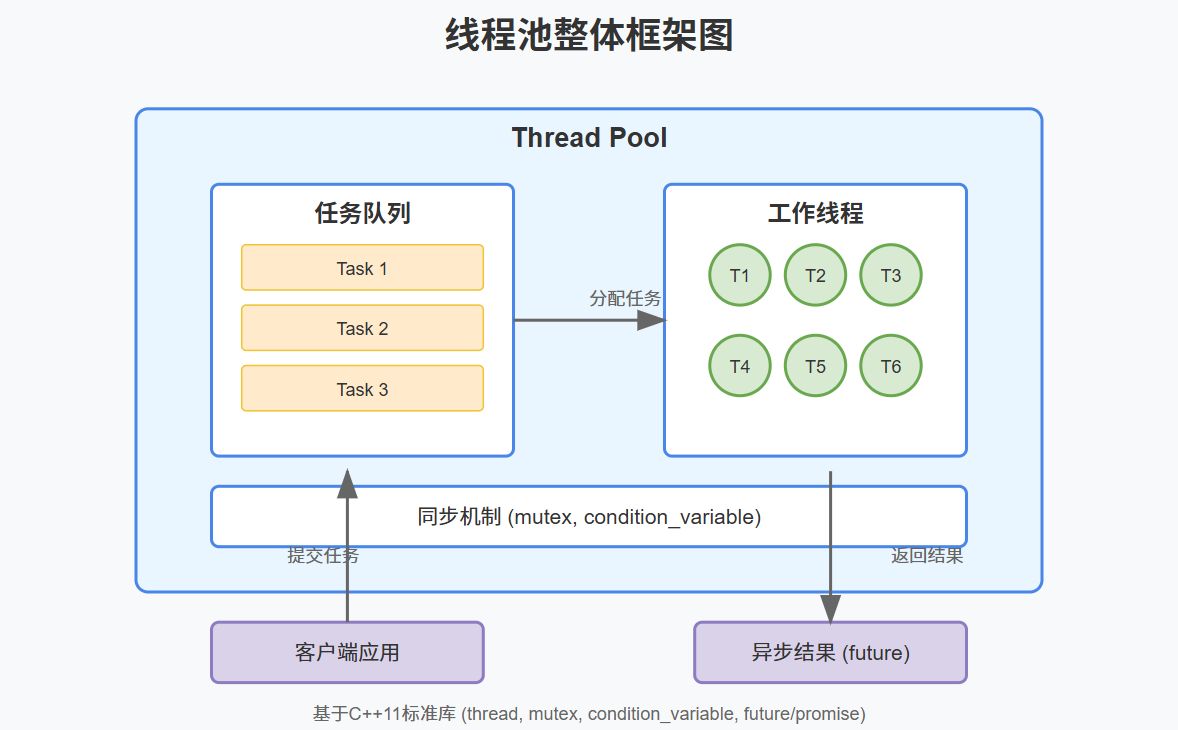 线程池整体框架图
Thread Pool
任务队列
Task 1
Task 2
Task 3
分配任务
工作线程
T1 T2 T3
T4 T5 T6
同步机制 (mutex, condition_variable)
提交任务
返回结果
客户端应用
异步结果 (future)
基于C++11标准库 (thread, mutex, condition_variable, future/promise)